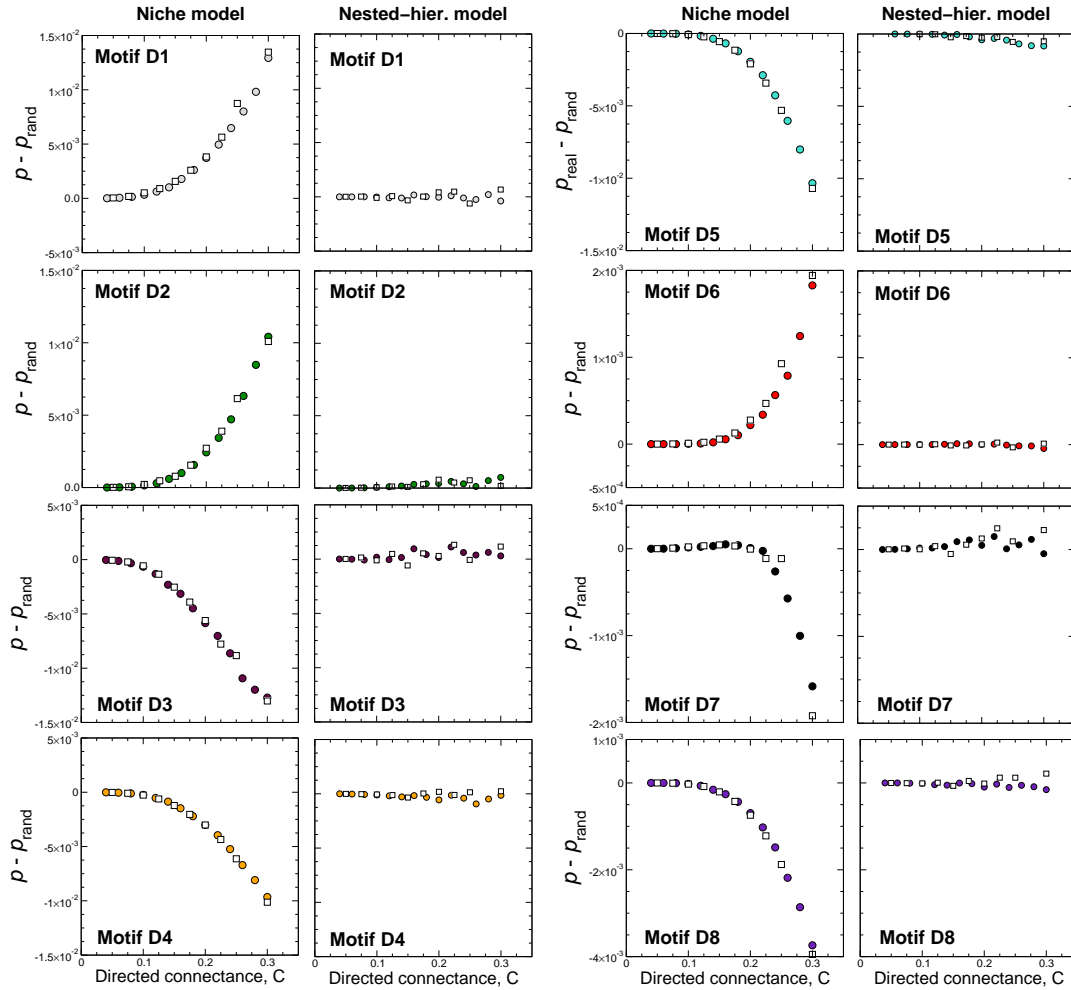 Niche model
Nested−hier. model
Niche model
Nested−hier. model
1.5×10⁻²
1×10⁻²
5×10⁻³
0.0
-5×10⁻³
p - p_rand
Motif D1
Motif D1
0
-5×10⁻³
-1×10⁻²
-1.5×10⁻²
p_real - p_rand
Motif D5
Motif D5
1.5×10⁻²
1×10⁻²
5×10⁻³
0.0
p - p_rand
Motif D2
Motif D2
2×10⁻³
1×10⁻³
0
-5×10⁻⁴
p - p_rand
Motif D6
Motif D6
5×10⁻³
0
-5×10⁻³
-1×10⁻²
-1.5×10⁻²
p - p_rand
Motif D3
Motif D3
5×10⁻⁴
0
-1×10⁻³
-2×10⁻³
p - p_rand
Motif D7
Motif D7
5×10⁻³
0
-5×10⁻³
-1×10⁻²
-1.5×10⁻²
p - p_rand
Motif D4
Motif D4
1×10⁻³
0
-2×10⁻³
-4×10⁻³
p - p_rand
Motif D8
Motif D8
0 0.1 0.2 0.3
0 0.1 0.2 0.3
0 0.1 0.2 0.3
0 0.1 0.2 0.3
Directed connectance, C
Directed connectance, C
Directed connectance, C
Directed connectance, C